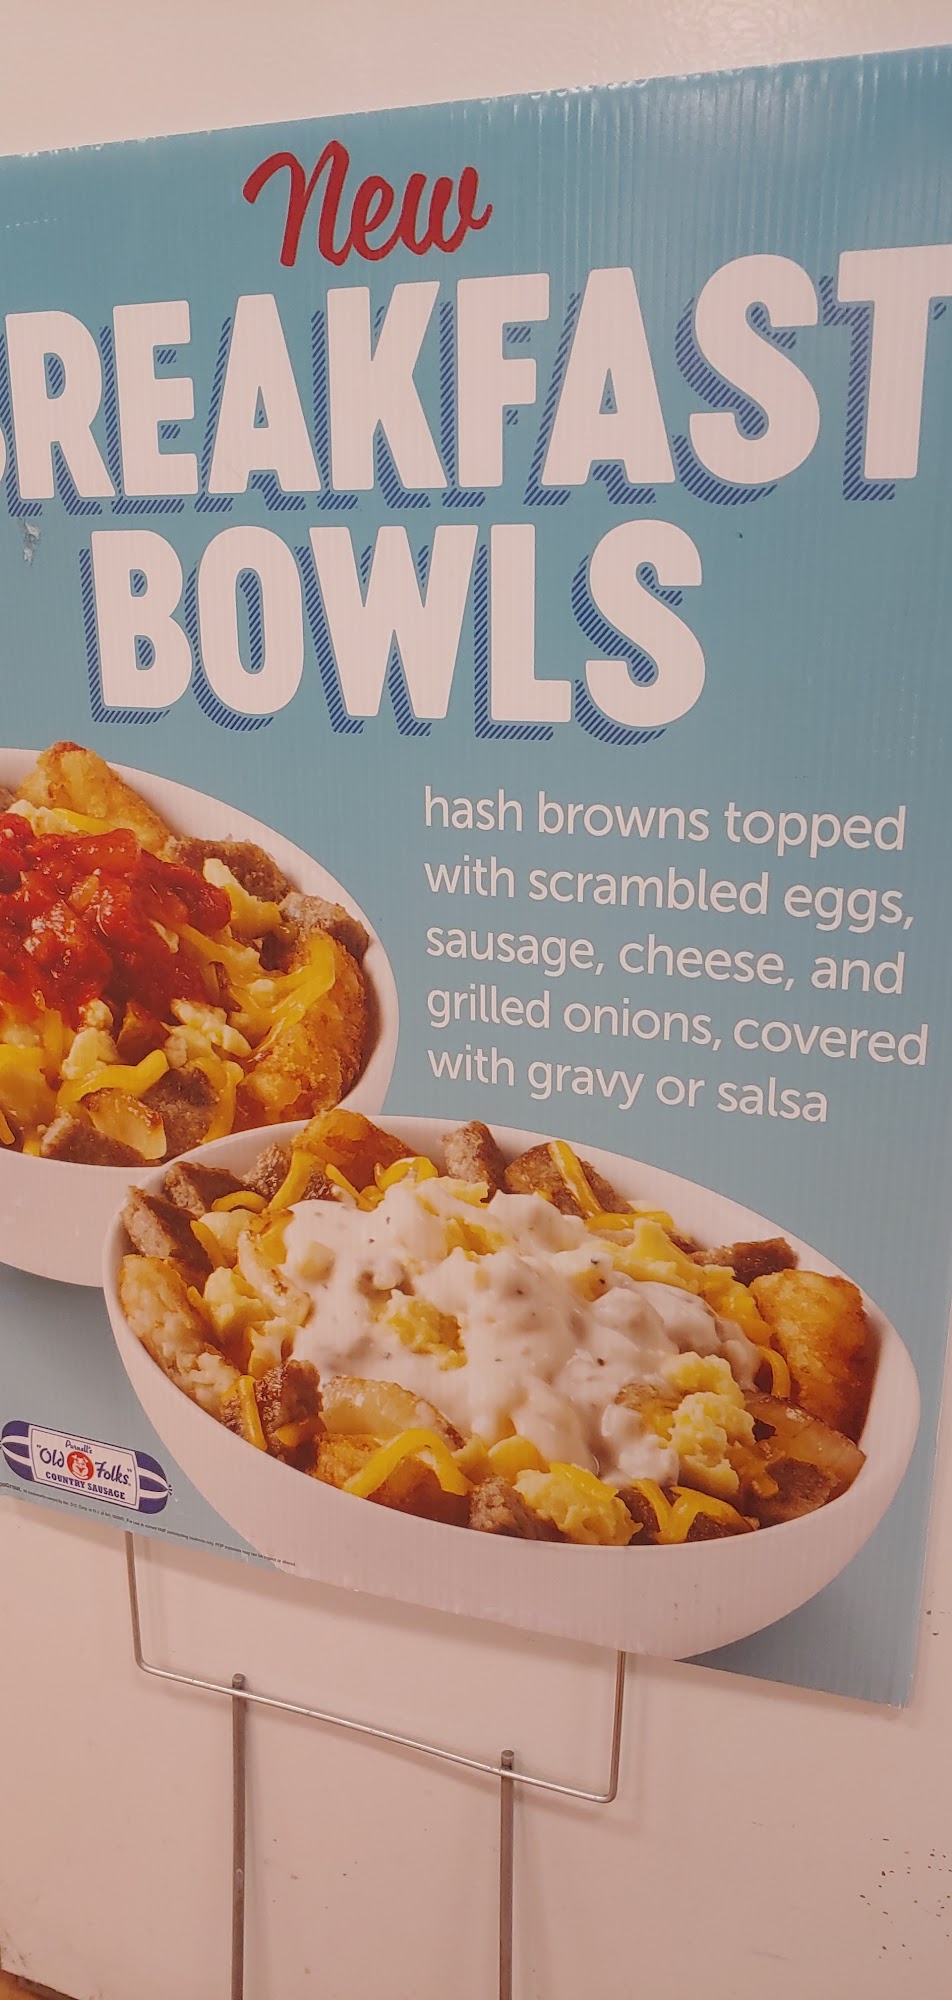 New
BREAKFAST
BOWLS
hash browns topped
with scrambled eggs,
sausage, cheese, and
grilled onions, covered
with gravy or salsa
Purnell's
"Old Folks"
COUNTRY SAUSAGE